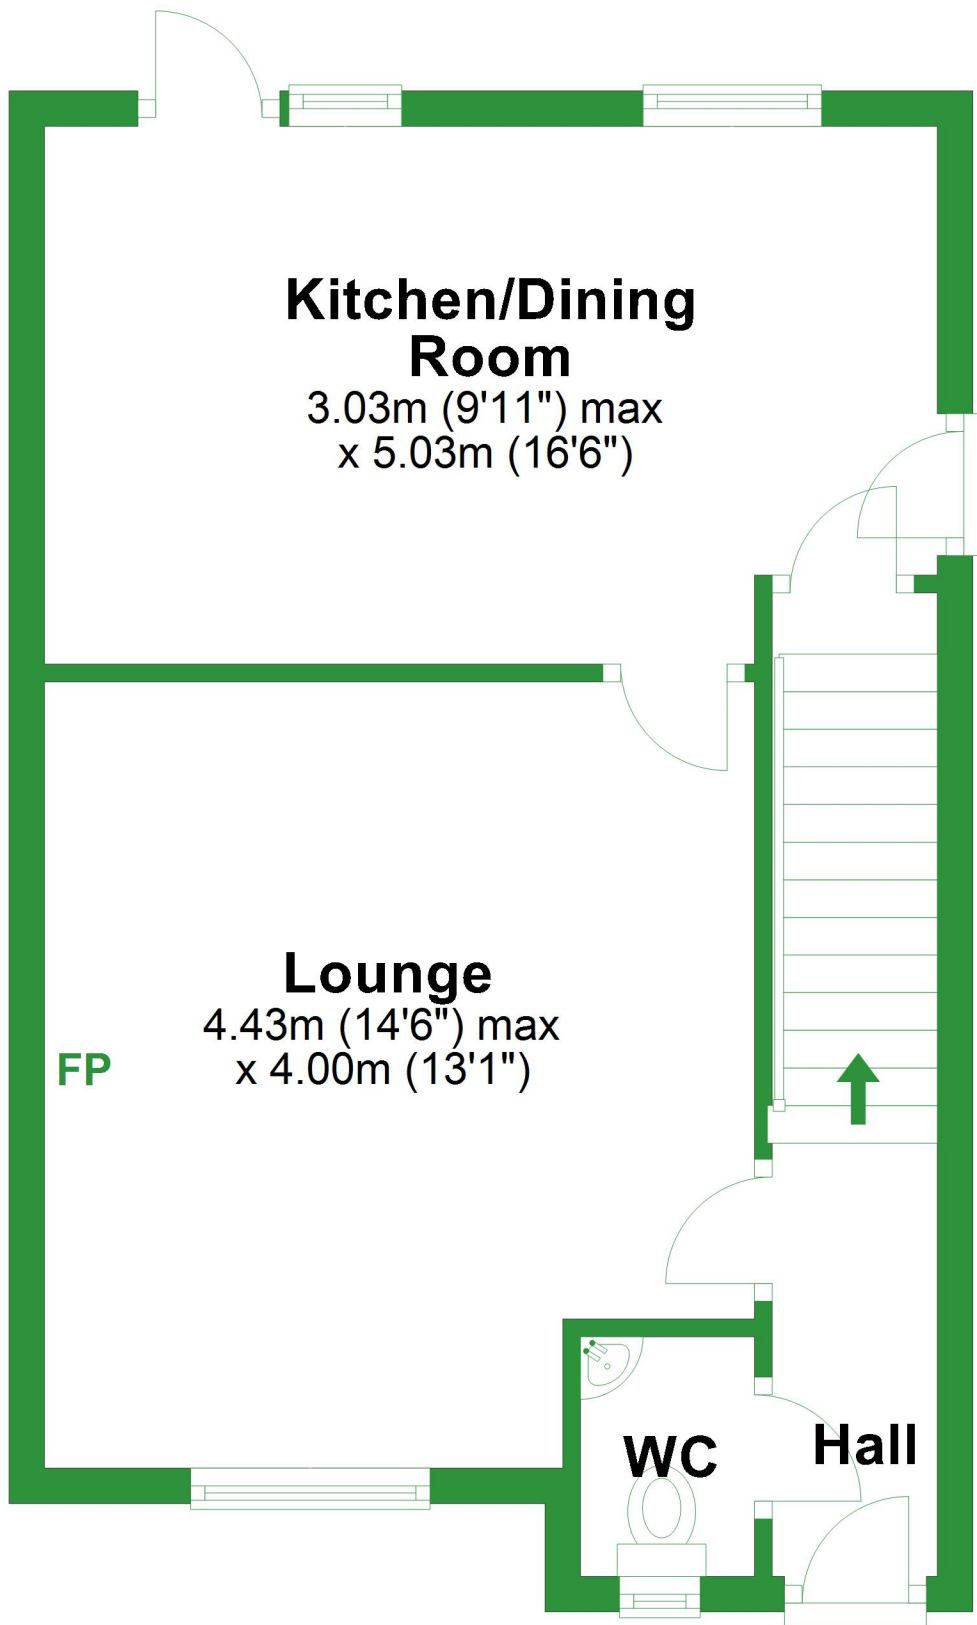 Kitchen/Dining
Room
3.03m (9'11") max
x 5.03m (16'6")
Lounge
4.43m (14'6") max
x 4.00m (13'1")
FP
WC
Hall